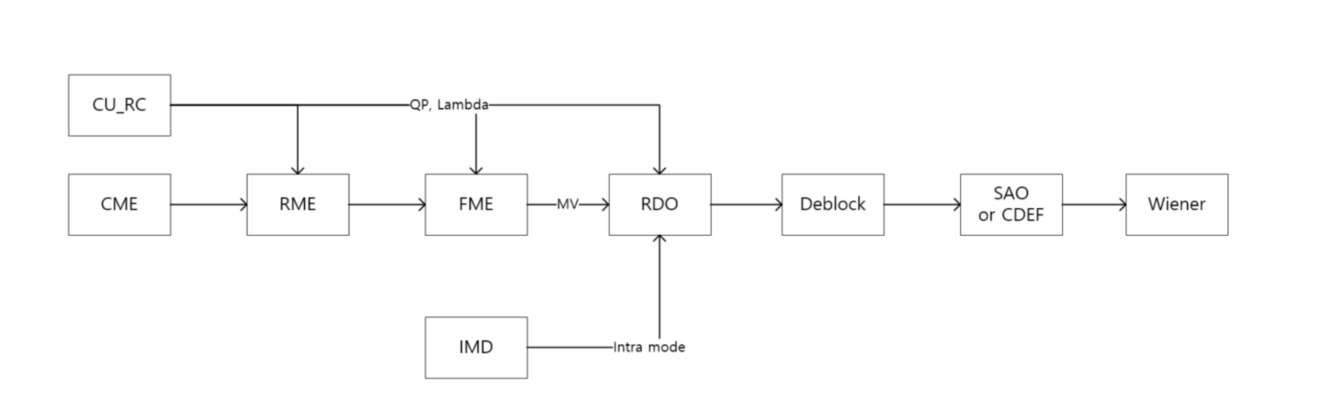 CU_RC
QP, Lambda
CME
RME
FME
MV
RDO
Deblock
SAO
or CDEF
Wiener
IMD
Intra mode